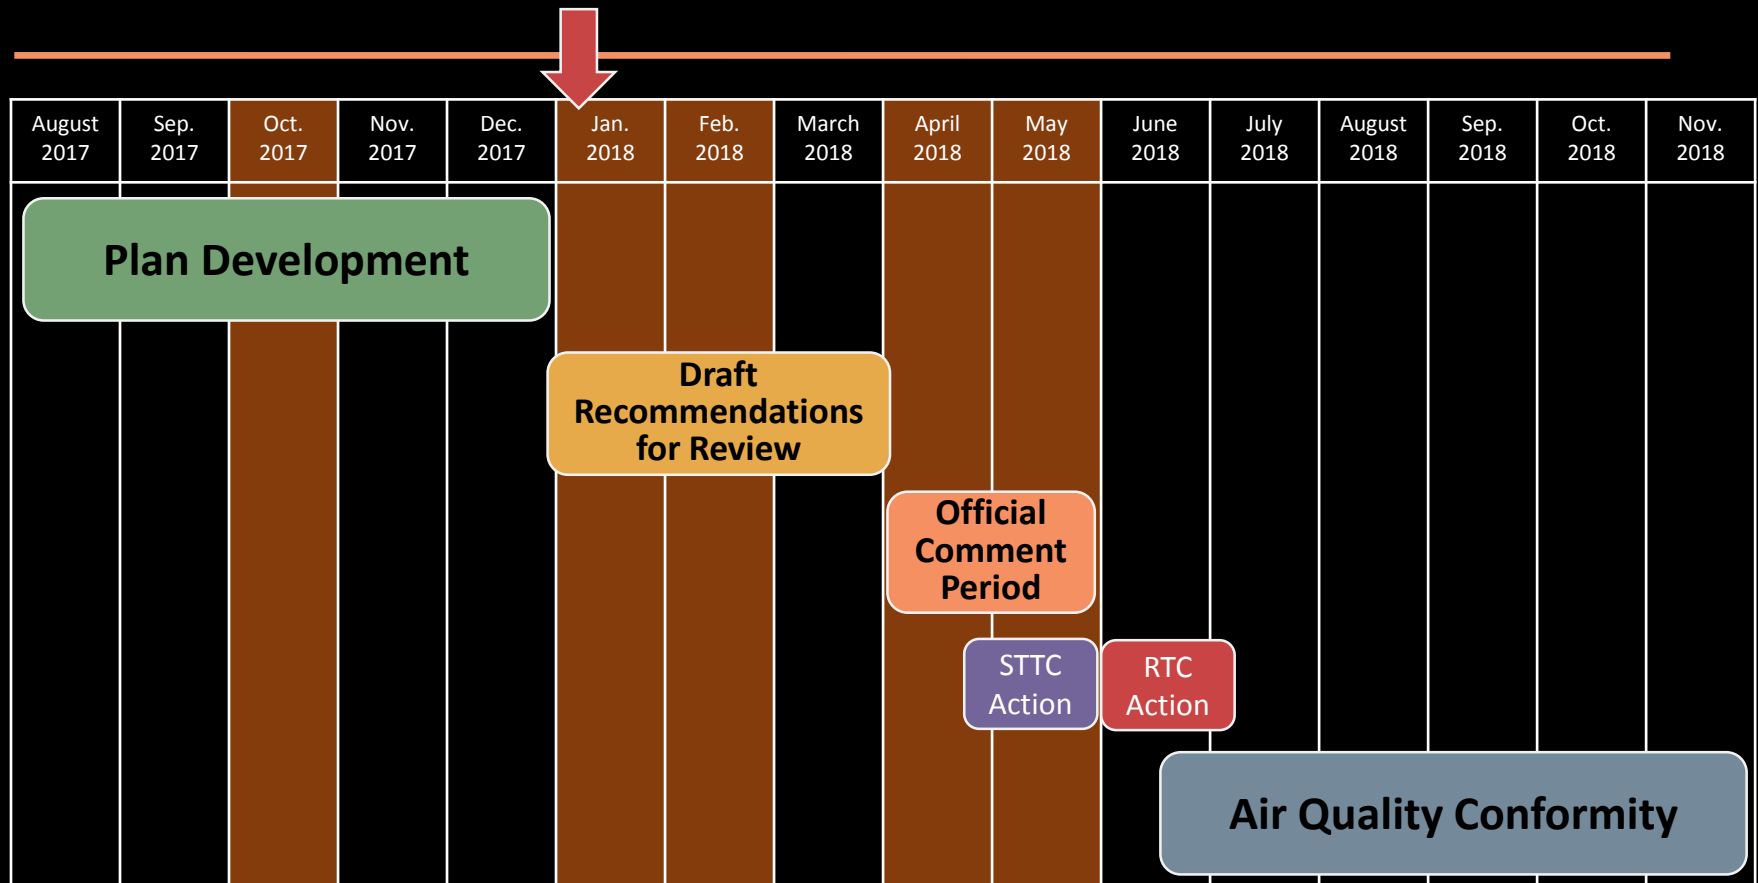 August
2017
Sep.
2017
Oct.
2017
Nov.
2017
Dec.
2017
Jan.
2018
Feb.
2018
March
2018
April
2018
May
2018
June
2018
July
2018
August
2018
Sep.
2018
Oct.
2018
Nov.
2018
Plan Development
Draft
Recommendations
for Review
Official
Comment
Period
STTC
Action
RTC
Action
Air Quality Conformity